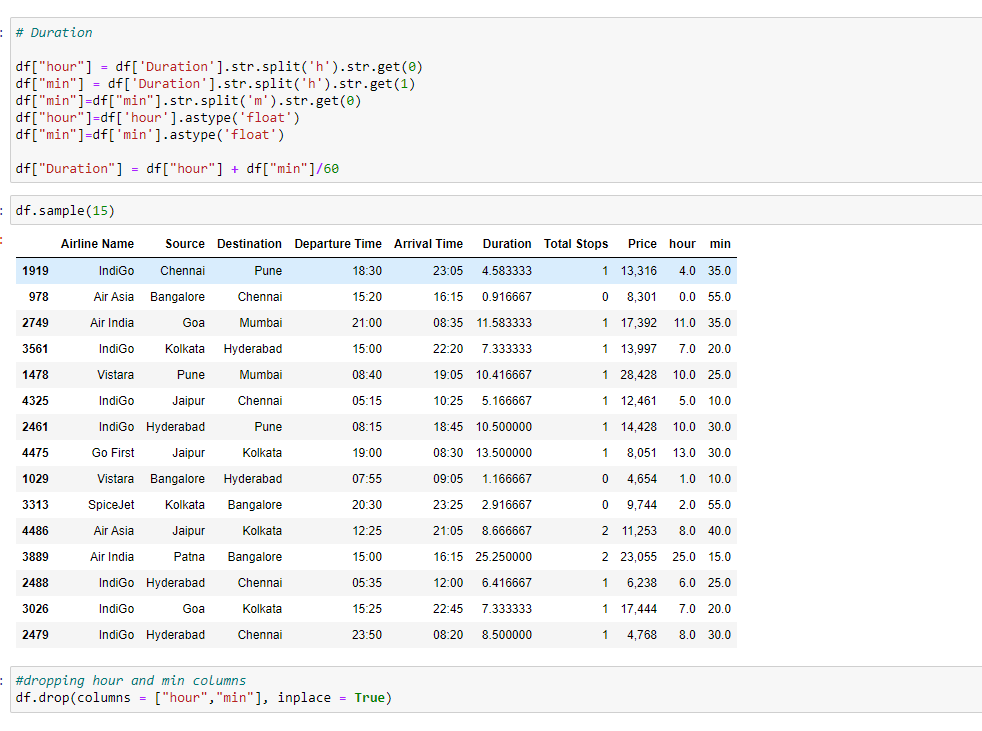 # Duration
df["hour"] = df['Duration'].str.split('h').str.get(0)
df["min"] = df['Duration'].str.split('h').str.get(1)
df["min"]=df["min"].str.split('m').str.get(0)
df["hour"]=df['hour'].astype('float')
df["min"]=df['min'].astype('float')
df["Duration"] = df["hour"] + df["min"]/60
df.sample(15)
Airline Name Source Destination Departure Time Arrival Time Duration Total Stops Price hour min
1919 IndiGo Chennai Pune 18:30 23:05 4.583333 1 13,316 4.0 35.0
978 Air Asia Bangalore Chennai 15:20 16:15 0.916667 0 8,301 0.0 55.0
2749 Air India Goa Mumbai 21:00 08:35 11.583333 1 17,392 11.0 35.0
3561 IndiGo Kolkata Hyderabad 15:00 22:20 7.333333 1 13,997 7.0 20.0
1478 Vistara Pune Mumbai 08:40 19:05 10.416667 1 28,428 10.0 25.0
4325 IndiGo Jaipur Chennai 05:15 10:25 5.166667 1 12,461 5.0 10.0
2461 IndiGo Hyderabad Pune 08:15 18:45 10.500000 1 14,428 10.0 30.0
4475 Go First Jaipur Kolkata 19:00 08:30 13.500000 1 8,051 13.0 30.0
1029 Vistara Bangalore Hyderabad 07:55 09:05 1.166667 0 4,654 1.0 10.0
3313 SpiceJet Kolkata Bangalore 20:30 23:25 2.916667 0 9,744 2.0 55.0
4486 Air Asia Jaipur Kolkata 12:25 21:05 8.666667 2 11,253 8.0 40.0
3889 Air India Patna Bangalore 15:00 16:15 25.250000 2 23,055 25.0 15.0
2488 IndiGo Hyderabad Chennai 05:35 12:00 6.416667 1 6,238 6.0 25.0
3026 IndiGo Goa Kolkata 15:25 22:45 7.333333 1 17,444 7.0 20.0
2479 IndiGo Hyderabad Chennai 23:50 08:20 8.500000 1 4,768 8.0 30.0
#dropping hour and min columns
df.drop(columns = ["hour","min"], inplace = True)